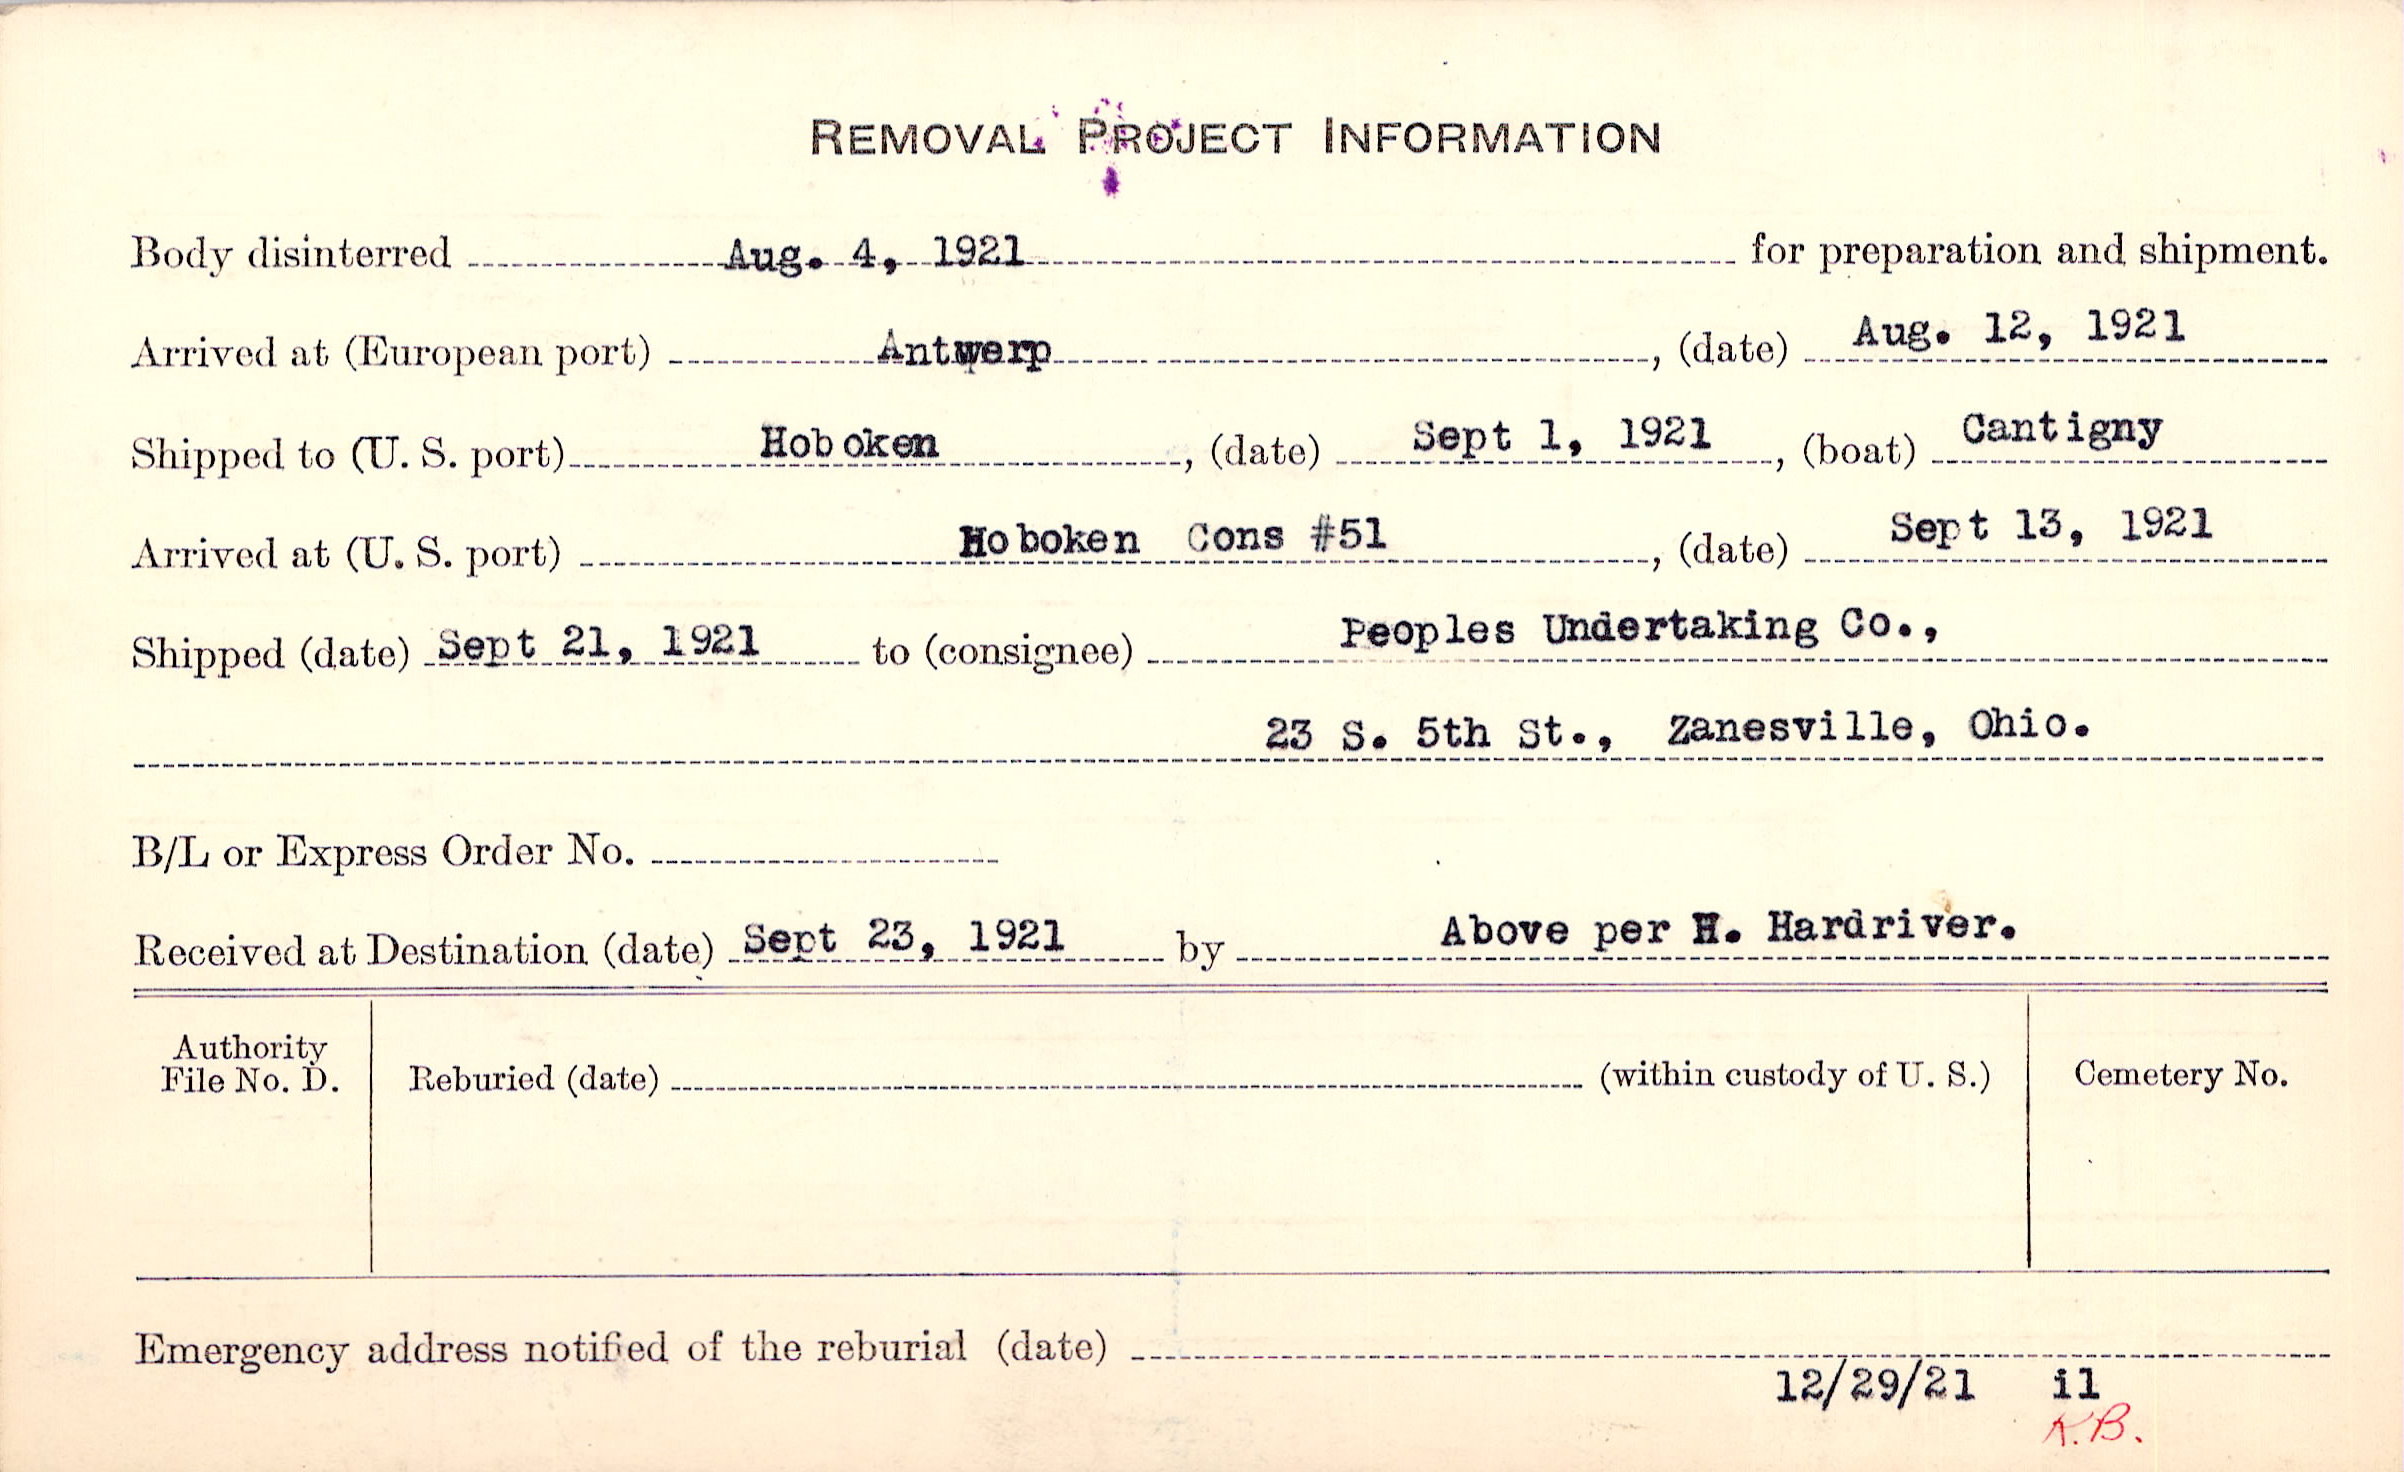 REMOVAL PROJECT INFORMATION
Body disinterred Aug. 4, 1921 for preparation and shipment.
Arrived at (European port) Antwerp, (date) Aug. 12, 1921
Shipped to (U. S. port) Hoboken, (date) Sept 1, 1921, (boat) Cantigny
Arrived at (U. S. port) Hoboken Cons #51, (date) Sept 13, 1921
Shipped (date) Sept 21, 1921 to (consignee) Peoples Undertaking Co.,
23 S. 5th St., Zanesville, Ohio.
B/L or Express Order No.
Received at Destination (date) Sept 23, 1921 by Above per H. Hardriver.
Authority
File No. D.
Reburied (date) (within custody of U. S.)
Cemetery No.
Emergency address notified of the reburial (date)
12/29/21 il
K.B.